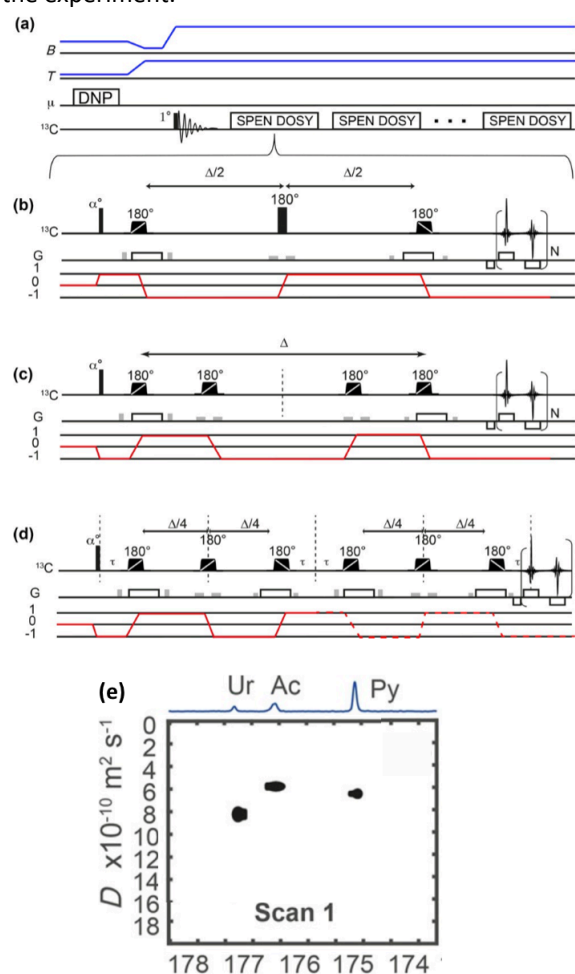 the experiment.
(a)
B
T
μ DNP
¹³C 1° SPEN DOSY SPEN DOSY ▪ ▪ ▪ SPEN DOSY
Δ/2 Δ/2
(b) α° 180° 180° 180°
¹³C
G N
1
0
-1
Δ
(c) α° 180° 180° 180° 180°
¹³C
G N
1
0
-1
(d) Δ/4 Δ/4 Δ/4 Δ/4
α° τ 180° 180° 180° τ τ 180° 180° 180° τ
¹³C
G
1
0
-1
(e) Ur Ac Py
0
2
4
6
8
10
12
14
16
18
D x10⁻¹⁰ m² s⁻¹
Scan 1
178 177 176 175 174